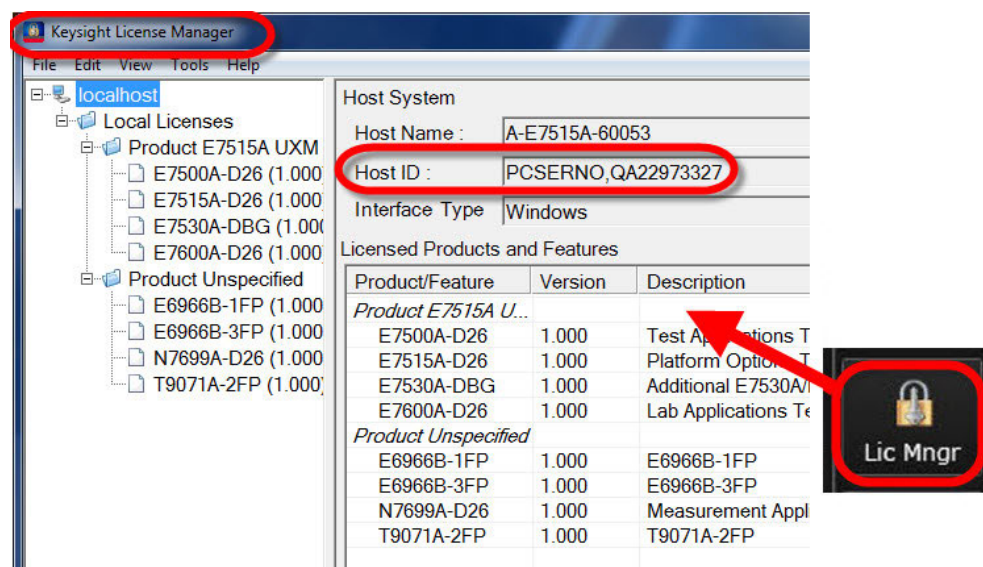 Keysight License Manager
File Edit View Tools Help
localhost
Local Licenses
Product E7515A UXM
E7500A-D26 (1.000)
E7515A-D26 (1.000)
E7530A-DBG (1.00
E7600A-D26 (1.000)
Product Unspecified
E6966B-1FP (1.000
E6966B-3FP (1.000
N7699A-D26 (1.000
T9071A-2FP (1.000)
Host System
Host Name : A-E7515A-60053
Host ID : PCSERNO,QA22973327
Interface Type Windows
Licensed Products and Features
Product/Feature Version Description
Product E7515A U...
E7500A-D26 1.000 Test T
E7515A-D26 1.000 Platform T
E7530A-DBG 1.000 Additional E7530A/
E7600A-D26 1.000 Lab Applications Te
Product Unspecified
E6966B-1FP 1.000 E6966B-1FP
E6966B-3FP 1.000 E6966B-3FP
N7699A-D26 1.000 Measurement Appl
T9071A-2FP 1.000 T9071A-2FP
Lic Mngr